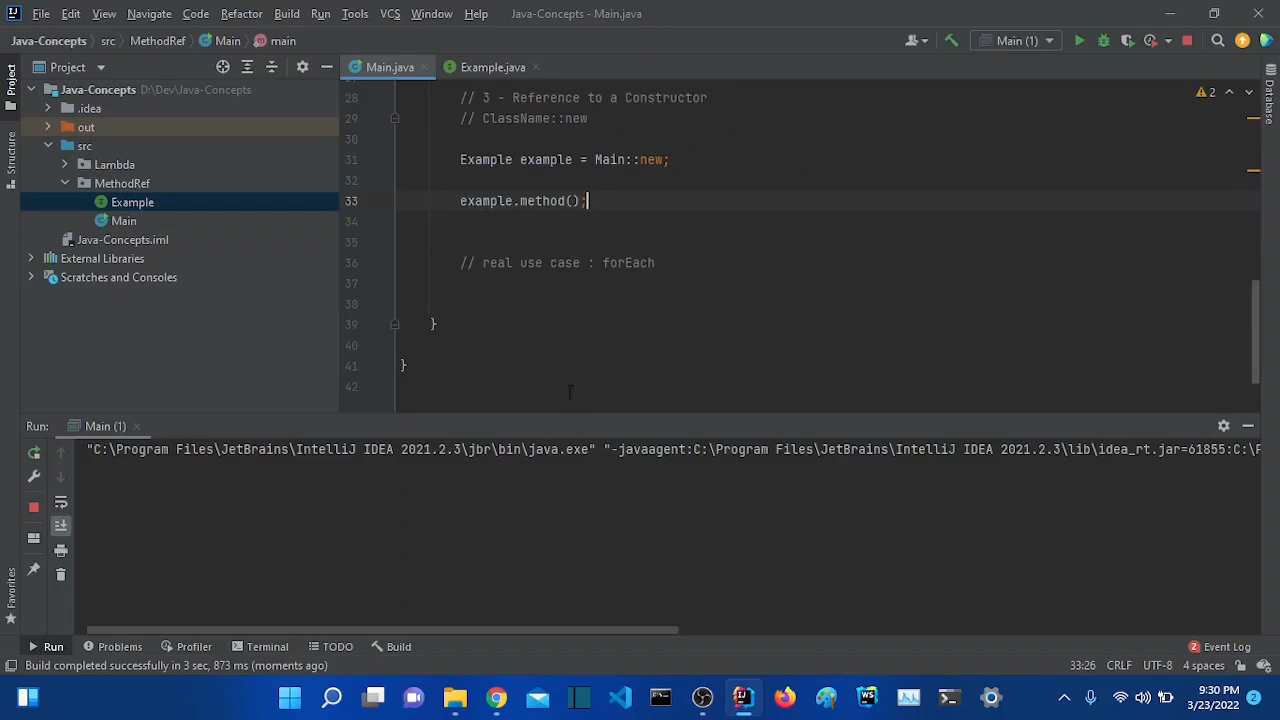 File Edit View Navigate Code Refactor Build Run Tools VCS Window Help Java-Concepts - Main.java
Java-Concepts src MethodRef Main main Main (1)
Project Main.java Example.java
Java-Concepts D:\Dev\Java-Concepts
.idea
out
src
Lambda
MethodRef
Example
Main
Java-Concepts.iml
External Libraries
Scratches and Consoles
Project
Structure
Favorites
Database
2
28 // 3 - Reference to a Constructor
29 // ClassName::new
30
31 Example example = Main::new;
32
33 example.method();
34
35
36 // real use case : forEach
37
38
39 }
40
41 }
42
Run: Main (1)
"C:\Program Files\JetBrains\IntelliJ IDEA 2021.2.3\jbr\bin\java.exe" "-javaagent:C:\Program Files\JetBrains\IntelliJ IDEA 2021.2.3\lib\idea_rt.jar=61855:C:\P
Run Problems Profiler Terminal TODO Build 2 Event Log
Build completed successfully in 3 sec, 873 ms (moments ago) 33:26 CRLF UTF-8 4 spaces
9:30 PM
3/23/2022 2